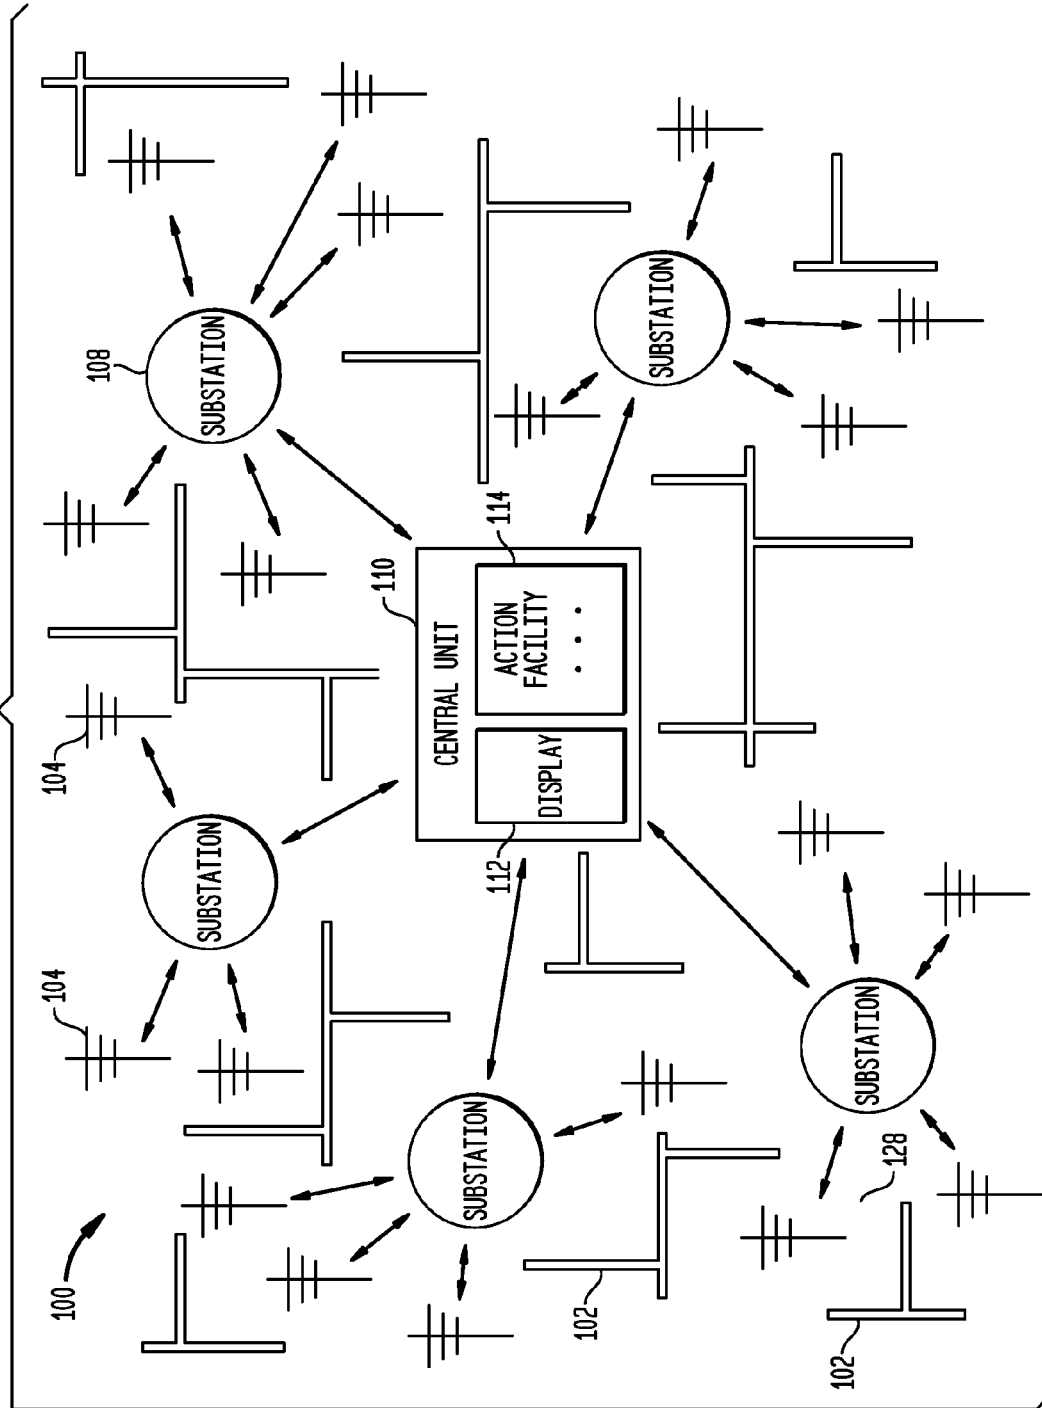 100
104
104
108
SUBSTATION
SUBSTATION
110
CENTRAL UNIT
SUBSTATION
112
114
DISPLAY
ACTION
FACILITY
. . .
102
SUBSTATION
102
SUBSTATION
128